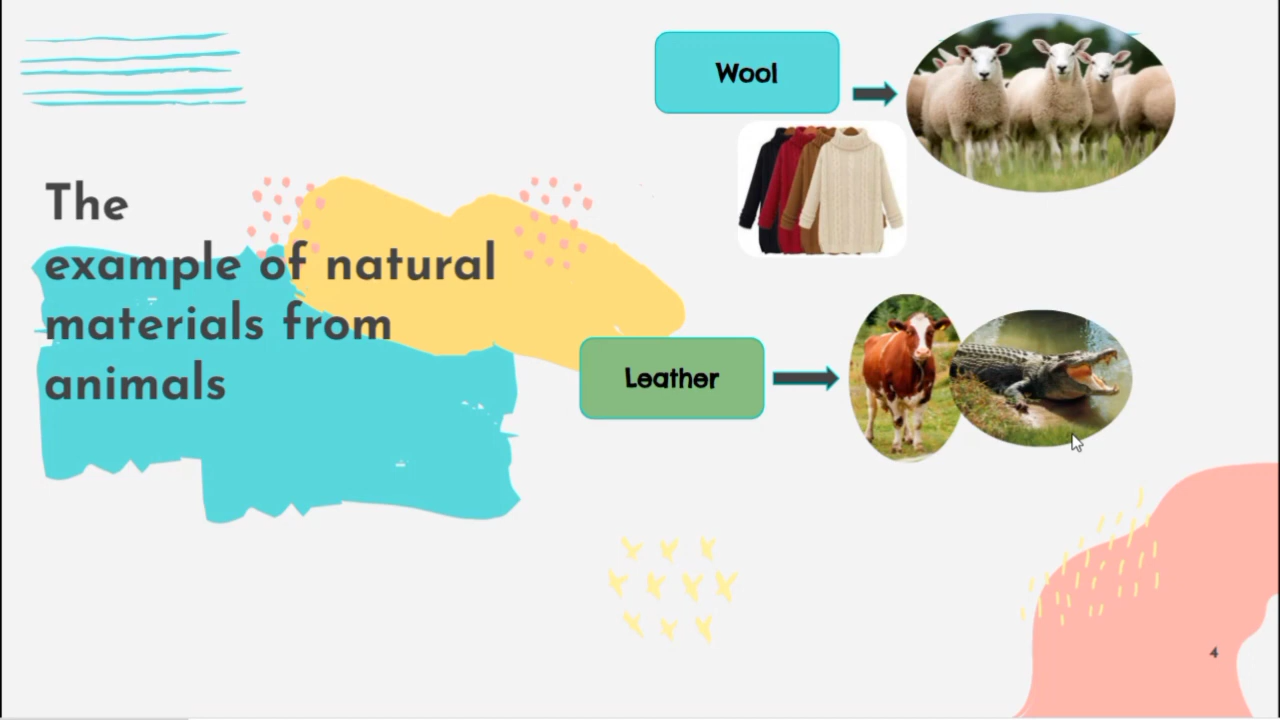 The
example of natural
materials from
animals
Wool
Leather
4